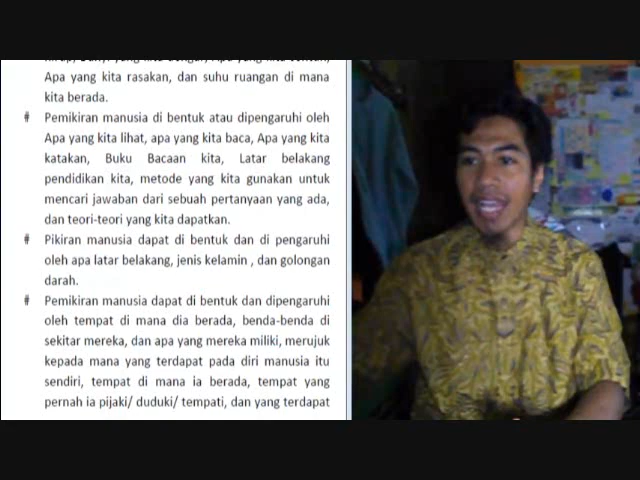 Apa yang kita rasakan, dan suhu ruangan di mana
kita berada.
# Pemikiran manusia di bentuk atau dipengaruhi oleh
Apa yang kita lihat, apa yang kita baca, Apa yang kita
katakan, Buku Bacaan kita, Latar belakang
pendidikan kita, metode yang kita gunakan untuk
mencari jawaban dari sebuah pertanyaan yang ada,
dan teori-teori yang kita dapatkan.
# Pikiran manusia dapat di bentuk dan di pengaruhi
oleh apa latar belakang, jenis kelamin , dan golongan
darah.
# Pemikiran manusia dapat di bentuk dan dipengaruhi
oleh tempat di mana dia berada, benda-benda di
sekitar mereka, dan apa yang mereka miliki, merujuk
kepada mana yang terdapat pada diri manusia itu
sendiri, tempat di mana ia berada, tempat yang
pernah ia pijaki/ duduki/ tempati, dan yang terdapat